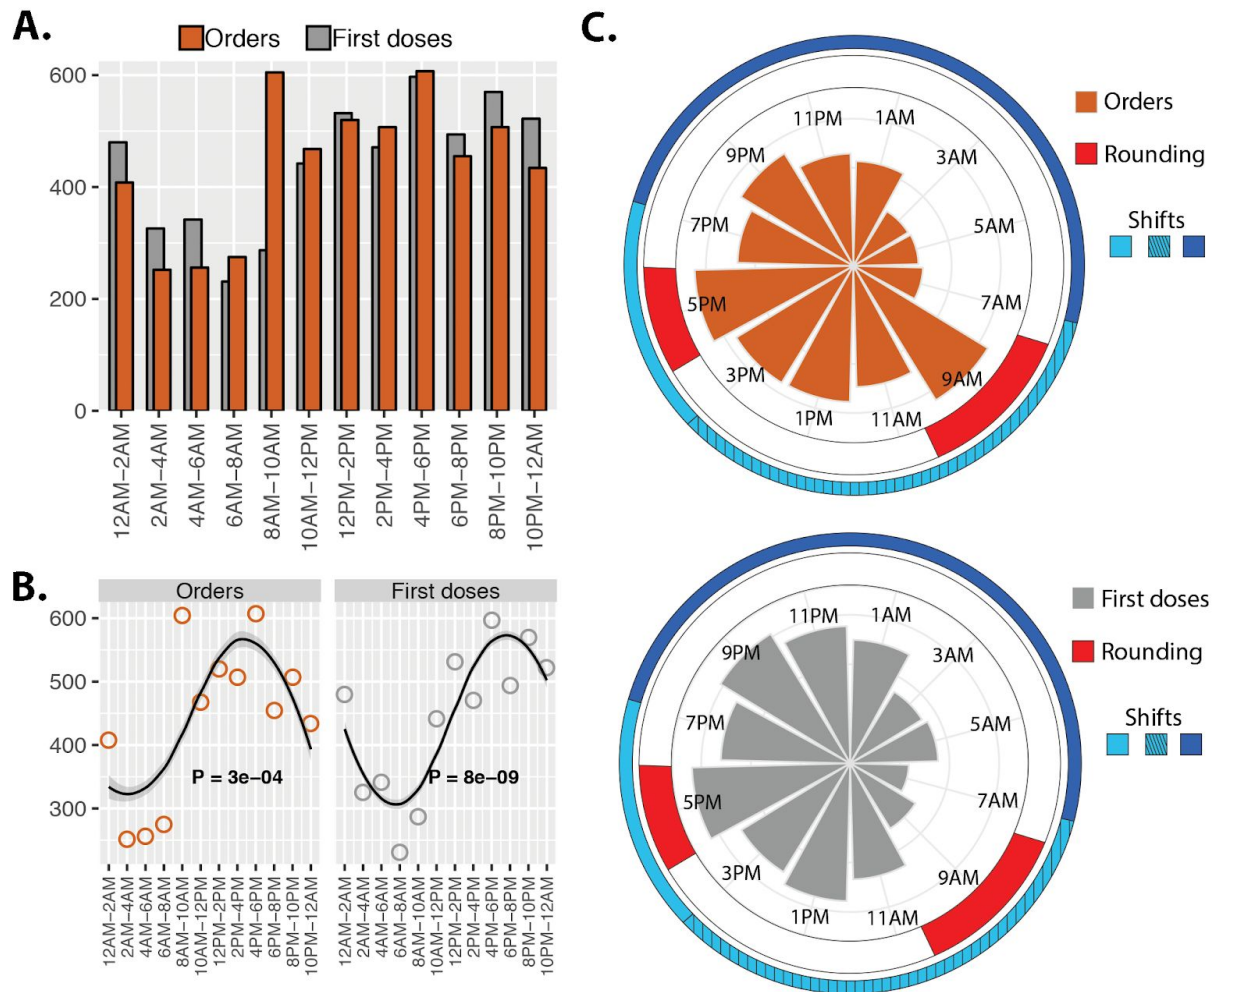 A.
Orders First doses
600
400
200
0
12AM−2AM
2AM−4AM
4AM−6AM
6AM−8AM
8AM−10AM
10AM−12PM
12PM−2PM
2PM−4PM
4PM−6PM
6PM−8PM
8PM−10PM
10PM−12AM
B.
Orders First doses
600
500
400
300
P = 3e−04
P = 8e−09
12AM−2AM
2AM−4AM
4AM−6AM
6AM−8AM
8AM−10AM
10AM−12PM
12PM−2PM
2PM−4PM
4PM−6PM
6PM−8PM
8PM−10PM
10PM−12AM
12AM−2AM
2AM−4AM
4AM−6AM
6AM−8AM
8AM−10AM
10AM−12PM
12PM−2PM
2PM−4PM
4PM−6PM
6PM−8PM
8PM−10PM
10PM−12AM
C.
11PM
1AM
3AM
5AM
7AM
9AM
11AM
1PM
3PM
5PM
7PM
9PM
Orders
Rounding
Shifts
11PM
1AM
3AM
5AM
7AM
9AM
11AM
1PM
3PM
5PM
7PM
9PM
First doses
Rounding
Shifts